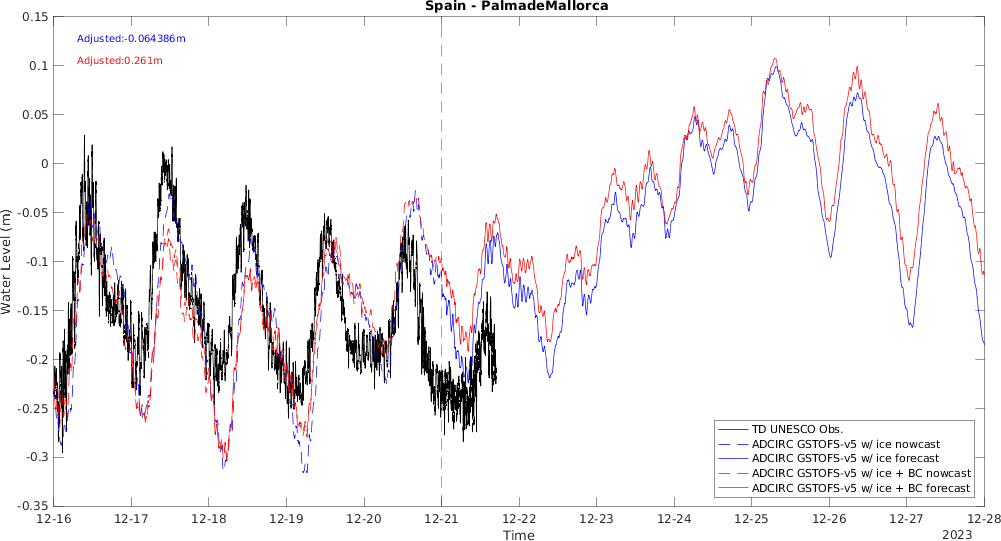 Spain - PalmadeMallorca
Adjusted:-0.064386m
Adjusted:0.261m
0.15
0.1
0.05
0
-0.05
-0.1
-0.15
-0.2
-0.25
-0.3
-0.35
Water Level (m)
12-16 12-17 12-18 12-19 12-20 12-21 12-22 12-23 12-24 12-25 12-26 12-27 12-28
Time
2023
TD UNESCO Obs.
ADCIRC GSTOFS-v5 w/ ice nowcast
ADCIRC GSTOFS-v5 w/ ice forecast
ADCIRC GSTOFS-v5 w/ ice + BC nowcast
ADCIRC GSTOFS-v5 w/ ice + BC forecast